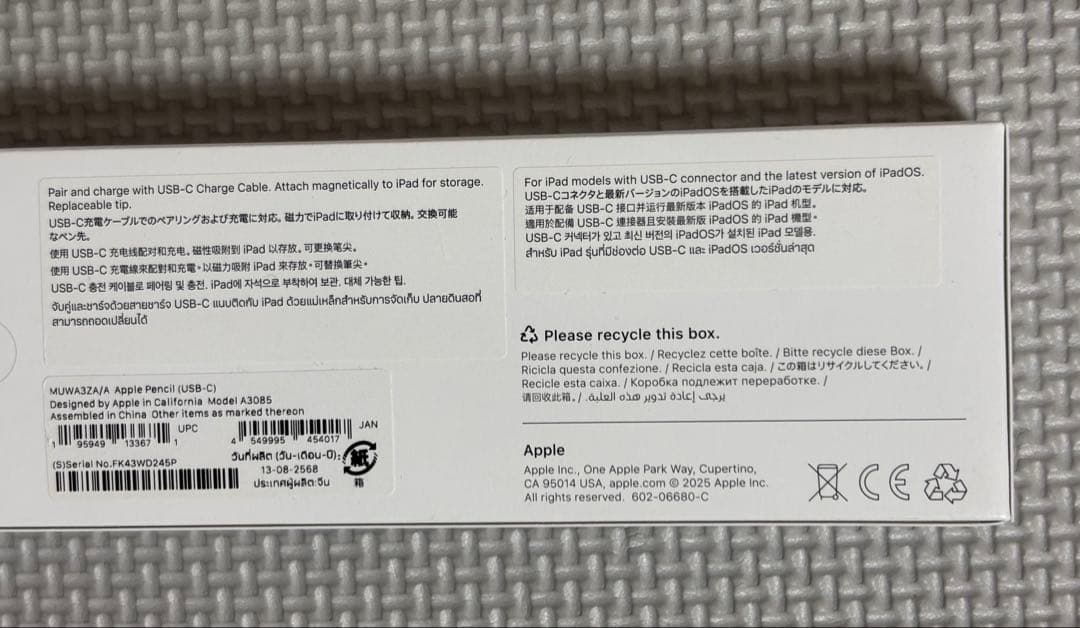 Pair and charge with USB-C Charge Cable. Attach magnetically to iPad for storage.
Replaceable tip.
USB-C充電ケーブルでのペアリングおよび充電に対応。磁力でiPadに取り付けて収納。交換可能
なペン先。
使用 USB-C 充电线配对和充电。磁性吸附到 iPad 以存放。可更换笔尖。
使用 USB-C 充電線來配對和充電。以磁力吸附 iPad 來存放。可替換筆尖。
USB-C 충전 케이블로 페어링 및 충전. iPad에 자석으로 부착하여 보관. 대체 가능한 팁.
จับคู่และชาร์จด้วยสายชาร์จ USB-C แนบติดกับ iPad ด้วยแม่เหล็กสำหรับการจัดเก็บ ปลายดินสอที่
สามารถถอดเปลี่ยนได้
For iPad models with USB-C connector and the latest version of iPadOS.
USB-Cコネクタと最新バージョンのiPadOSを搭載したiPadのモデルに対応。
适用于配备 USB-C 接口并运行最新版本 iPadOS 的 iPad 机型。
適用於配備 USB-C 連接器且安裝最新版 iPadOS 的 iPad 機型。
USB-C 커넥터가 있고 최신 버전의 iPadOS가 설치된 iPad 모델용.
สำหรับ iPad รุ่นที่มีช่องต่อ USB-C และ iPadOS เวอร์ชั่นล่าสุด
MUWA3ZA/A Apple Pencil (USB-C)
Designed by Apple in California Model A3085
Assembled in China Other items as marked thereon
UPC
1 95949 13367 1
JAN
4 549995 454017
(S)Serial No.FK43WD245P
วันที่ผลิต (วัน-เดือน-ปี):
13-08-2568
ประเทศผู้ผลิต:จีน
紙
箱
Please recycle this box.
Please recycle this box. / Recyclez cette boîte. / Bitte recycle diese Box. /
Ricicla questa confezione. / Recicla esta caja. / この箱はリサイクルしてください。/
Recicle esta caixa. / Коробка подлежит переработке. /
请回收此箱。/ .يرجى إعادة تدوير هذه العلبة
Apple
Apple Inc., One Apple Park Way, Cupertino,
CA 95014 USA, apple.com © 2025 Apple Inc.
All rights reserved. 602-06680-C
CE